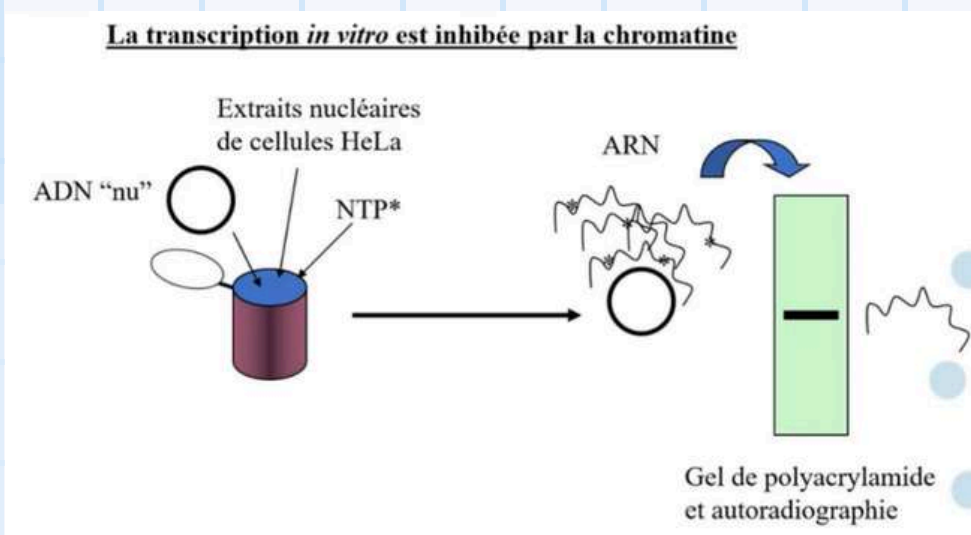 La transcription in vitro est inhibée par la chromatine
Extraits nucléaires
de cellules HeLa
ADN “nu”
NTP*
ARN
Gel de polyacrylamide
et autoradiographie